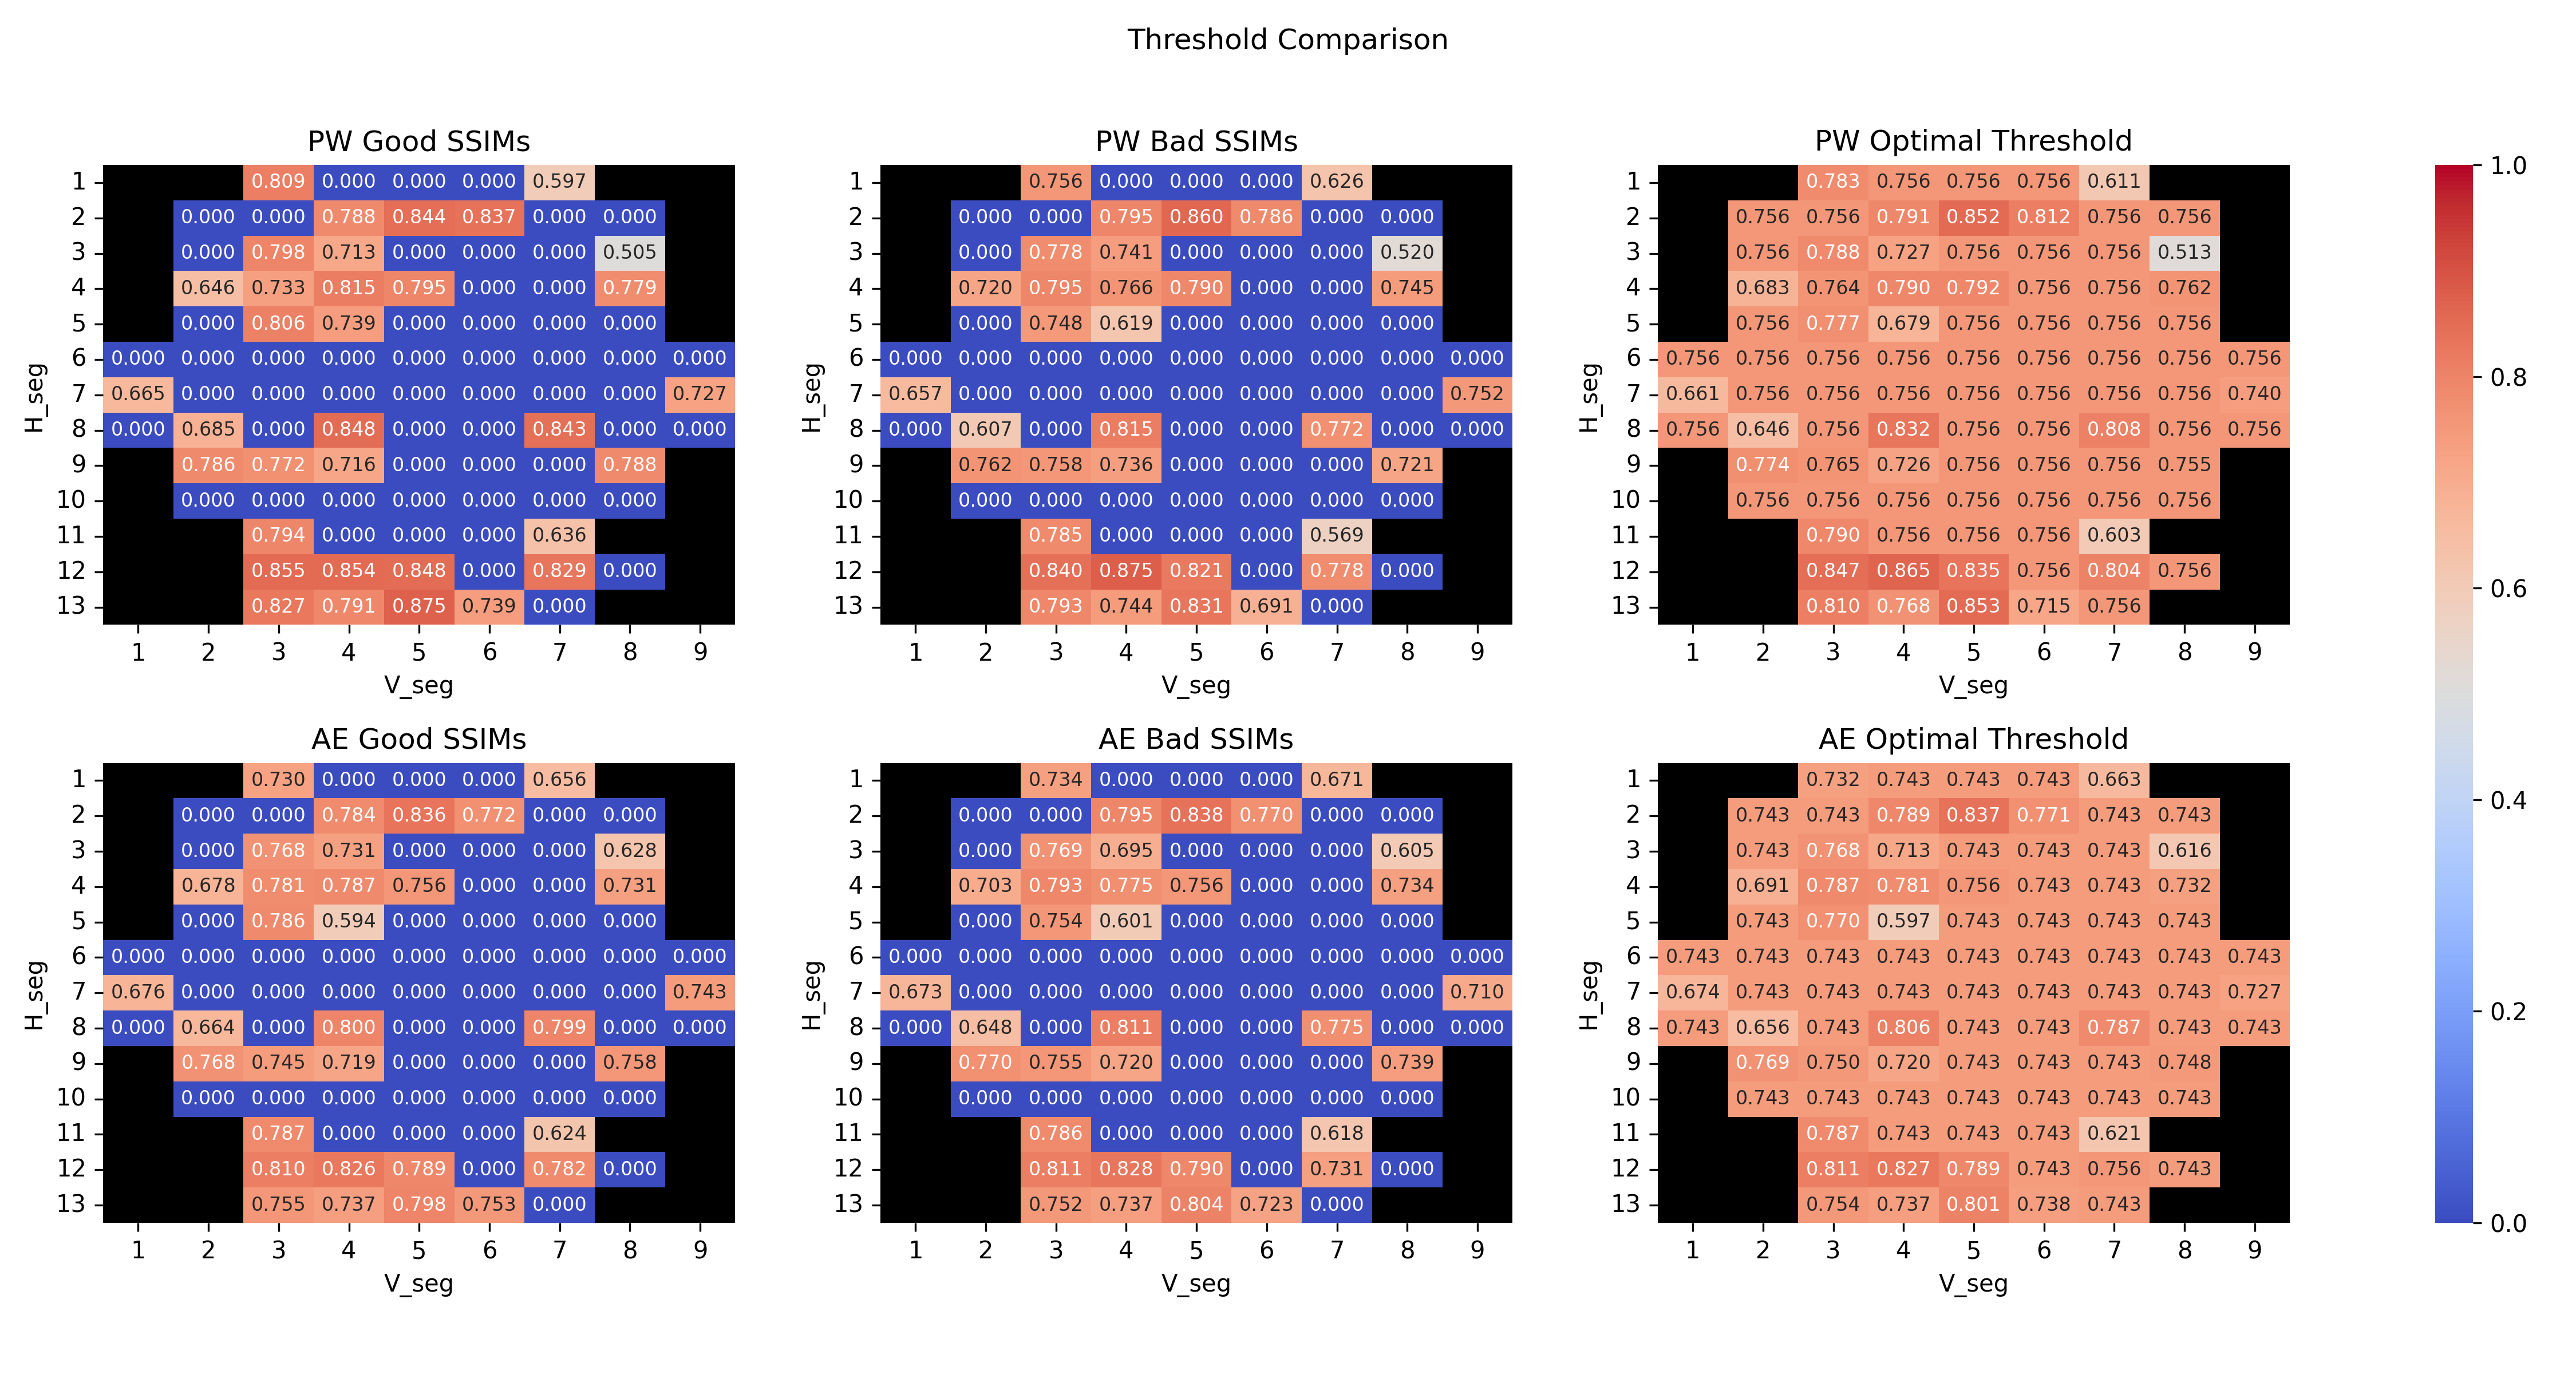 Threshold Comparison
PW Good SSIMs
1 0.809 0.000 0.000 0.000 0.597
2 0.000 0.000 0.788 0.844 0.837 0.000 0.000
3 0.000 0.798 0.713 0.000 0.000 0.000 0.505
4 0.646 0.733 0.815 0.795 0.000 0.000 0.779
5 0.000 0.806 0.739 0.000 0.000 0.000 0.000
6 0.000 0.000 0.000 0.000 0.000 0.000 0.000 0.000 0.000
7 0.665 0.000 0.000 0.000 0.000 0.000 0.000 0.000 0.727
8 0.000 0.685 0.000 0.848 0.000 0.000 0.843 0.000 0.000
9 0.786 0.772 0.716 0.000 0.000 0.000 0.788
10 0.000 0.000 0.000 0.000 0.000 0.000 0.000
11 0.794 0.000 0.000 0.000 0.636
12 0.855 0.854 0.848 0.000 0.829 0.000
13 0.827 0.791 0.875 0.739 0.000
1 2 3 4 5 6 7 8 9
V_seg
H_seg
PW Bad SSIMs
1 0.756 0.000 0.000 0.000 0.626
2 0.000 0.000 0.795 0.860 0.786 0.000 0.000
3 0.000 0.778 0.741 0.000 0.000 0.000 0.520
4 0.720 0.795 0.766 0.790 0.000 0.000 0.745
5 0.000 0.748 0.619 0.000 0.000 0.000 0.000
6 0.000 0.000 0.000 0.000 0.000 0.000 0.000 0.000 0.000
7 0.657 0.000 0.000 0.000 0.000 0.000 0.000 0.000 0.752
8 0.000 0.607 0.000 0.815 0.000 0.000 0.772 0.000 0.000
9 0.762 0.758 0.736 0.000 0.000 0.000 0.721
10 0.000 0.000 0.000 0.000 0.000 0.000 0.000
11 0.785 0.000 0.000 0.000 0.569
12 0.840 0.875 0.821 0.000 0.778 0.000
13 0.793 0.744 0.831 0.691 0.000
1 2 3 4 5 6 7 8 9
V_seg
H_seg
PW Optimal Threshold
1 0.783 0.756 0.756 0.756 0.611
2 0.756 0.756 0.791 0.852 0.812 0.756 0.756
3 0.756 0.788 0.727 0.756 0.756 0.756 0.513
4 0.683 0.764 0.790 0.792 0.756 0.756 0.762
5 0.756 0.777 0.679 0.756 0.756 0.756 0.756
6 0.756 0.756 0.756 0.756 0.756 0.756 0.756 0.756 0.756
7 0.661 0.756 0.756 0.756 0.756 0.756 0.756 0.756 0.740
8 0.756 0.646 0.756 0.832 0.756 0.756 0.808 0.756 0.756
9 0.774 0.765 0.726 0.756 0.756 0.756 0.755
10 0.756 0.756 0.756 0.756 0.756 0.756 0.756
11 0.790 0.756 0.756 0.756 0.603
12 0.847 0.865 0.835 0.756 0.804 0.756
13 0.810 0.768 0.853 0.715 0.756
1 2 3 4 5 6 7 8 9
V_seg
H_seg
AE Good SSIMs
1 0.730 0.000 0.000 0.000 0.656
2 0.000 0.000 0.784 0.836 0.772 0.000 0.000
3 0.000 0.768 0.731 0.000 0.000 0.000 0.628
4 0.678 0.781 0.787 0.756 0.000 0.000 0.731
5 0.000 0.786 0.594 0.000 0.000 0.000 0.000
6 0.000 0.000 0.000 0.000 0.000 0.000 0.000 0.000 0.000
7 0.676 0.000 0.000 0.000 0.000 0.000 0.000 0.000 0.743
8 0.000 0.664 0.000 0.800 0.000 0.000 0.799 0.000 0.000
9 0.768 0.745 0.719 0.000 0.000 0.000 0.758
10 0.000 0.000 0.000 0.000 0.000 0.000 0.000
11 0.787 0.000 0.000 0.000 0.624
12 0.810 0.826 0.789 0.000 0.782 0.000
13 0.755 0.737 0.798 0.753 0.000
1 2 3 4 5 6 7 8 9
V_seg
H_seg
AE Bad SSIMs
1 0.734 0.000 0.000 0.000 0.671
2 0.000 0.000 0.795 0.838 0.770 0.000 0.000
3 0.000 0.769 0.695 0.000 0.000 0.000 0.605
4 0.703 0.793 0.775 0.756 0.000 0.000 0.734
5 0.000 0.754 0.601 0.000 0.000 0.000 0.000
6 0.000 0.000 0.000 0.000 0.000 0.000 0.000 0.000 0.000
7 0.673 0.000 0.000 0.000 0.000 0.000 0.000 0.000 0.710
8 0.000 0.648 0.000 0.811 0.000 0.000 0.775 0.000 0.000
9 0.770 0.755 0.720 0.000 0.000 0.000 0.739
10 0.000 0.000 0.000 0.000 0.000 0.000 0.000
11 0.786 0.000 0.000 0.000 0.618
12 0.811 0.828 0.790 0.000 0.731 0.000
13 0.752 0.737 0.804 0.723 0.000
1 2 3 4 5 6 7 8 9
V_seg
H_seg
AE Optimal Threshold
1 0.732 0.743 0.743 0.743 0.663
2 0.743 0.743 0.789 0.837 0.771 0.743 0.743
3 0.743 0.768 0.713 0.743 0.743 0.743 0.616
4 0.691 0.787 0.781 0.756 0.743 0.743 0.732
5 0.743 0.770 0.597 0.743 0.743 0.743 0.743
6 0.743 0.743 0.743 0.743 0.743 0.743 0.743 0.743 0.743
7 0.674 0.743 0.743 0.743 0.743 0.743 0.743 0.743 0.727
8 0.743 0.656 0.743 0.806 0.743 0.743 0.787 0.743 0.743
9 0.769 0.750 0.720 0.743 0.743 0.743 0.748
10 0.743 0.743 0.743 0.743 0.743 0.743 0.743
11 0.787 0.743 0.743 0.743 0.621
12 0.811 0.827 0.789 0.743 0.756 0.743
13 0.754 0.737 0.801 0.738 0.743
1 2 3 4 5 6 7 8 9
V_seg
H_seg
1.0
0.8
0.6
0.4
0.2
0.0